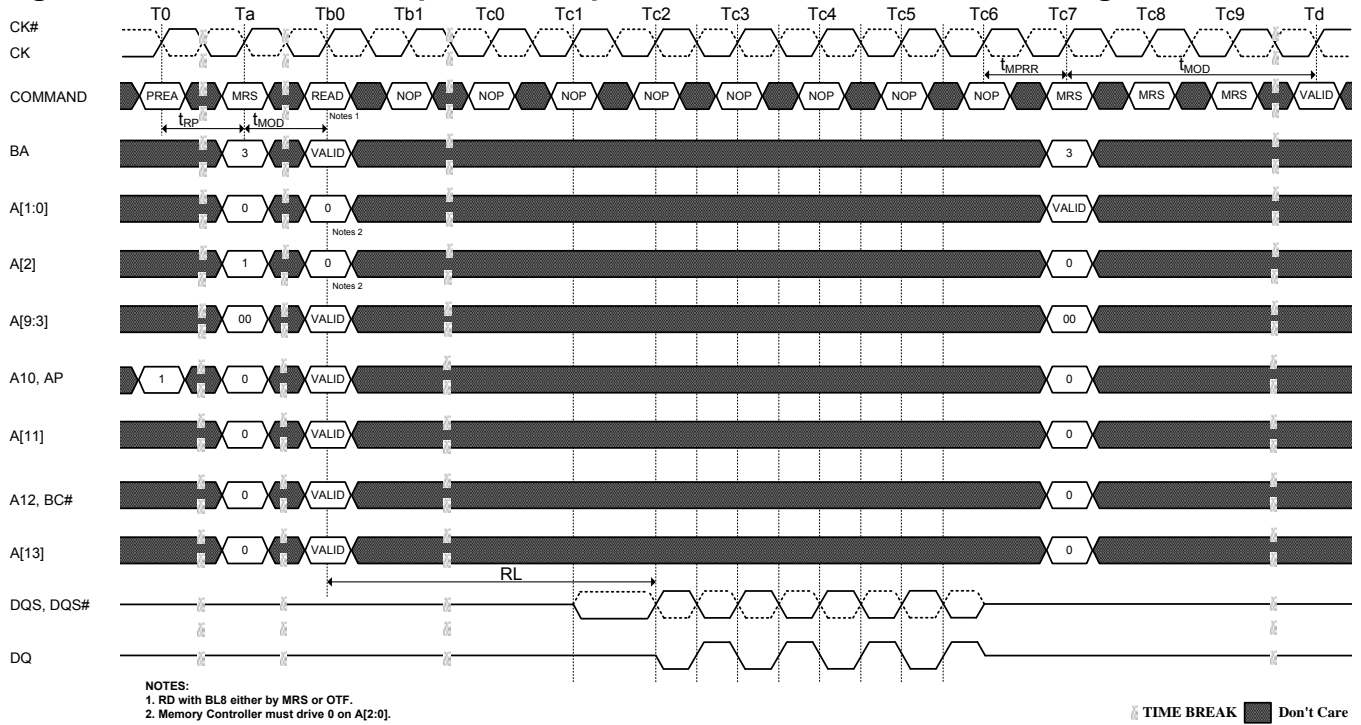 T0 Ta Tb0 Tb1 Tc0 Tc1 Tc2 Tc3 Tc4 Tc5 Tc6 Tc7 Tc8 Tc9 Td
CK#
CK
tMPRR tMOD
COMMAND PREA MRS READ NOP NOP NOP NOP NOP NOP NOP NOP MRS MRS MRS VALID
tRP tMOD Notes 1
BA 3 VALID 3
A[1:0] 0 0 VALID
Notes 2
A[2] 1 0 0
Notes 2
A[9:3] 00 VALID 00
A10, AP 1 0 VALID 0
A[11] 0 VALID 0
A12, BC# 0 VALID 0
A[13] 0 VALID 0
RL
DQS, DQS#
DQ
NOTES:
1. RD with BL8 either by MRS or OTF.
2. Memory Controller must drive 0 on A[2:0].
TIME BREAK Don't Care